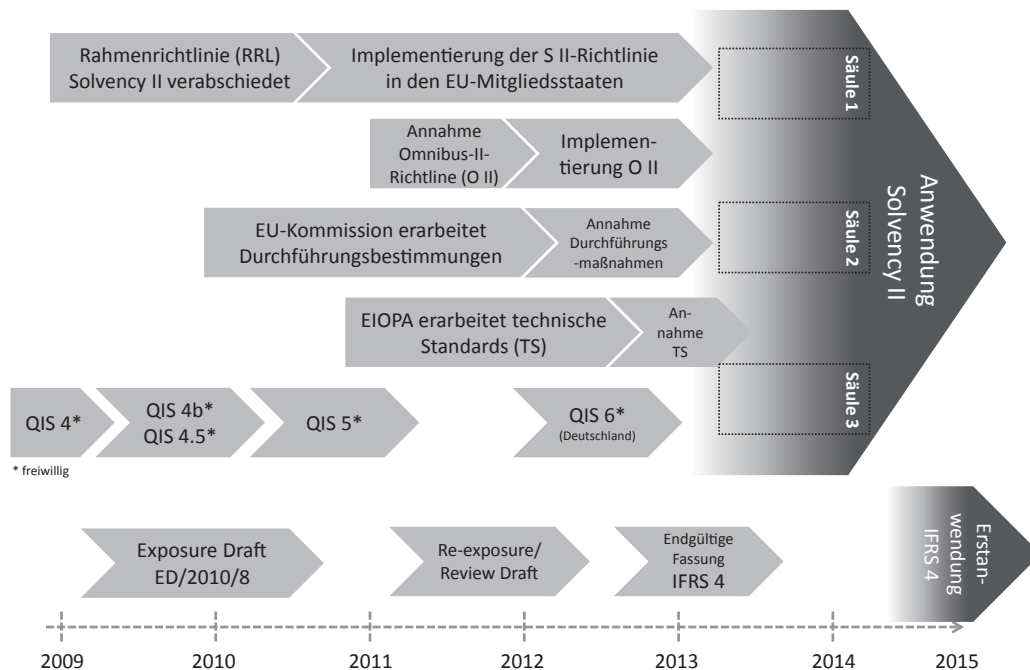 Rahmenrichtlinie (RRL)
Solvency II verabschiedet
Implementierung der S II-Richtlinie
in den EU-Mitgliedsstaaten
Annahme
Omnibus-II-
Richtline (O II)
Implemen-
tierung O II
EU-Kommission erarbeitet
Durchführungsbestimmungen
Annahme
Durchführungs
-maßnahmen
EIOPA erarbeitet technische
Standards (TS)
An-
nahme
TS
QIS 4*
QIS 4b*
QIS 4.5*
QIS 5*
QIS 6*
(Deutschland)
* freiwillig
Säule 1
Säule 2
Säule 3
Anwendung
Solvency II
Exposure Draft
ED/2010/8
Re-exposure/
Review Draft
Endgültige
Fassung
IFRS 4
Erstan-
wendung
IFRS 4
2009
2010
2011
2012
2013
2014
2015